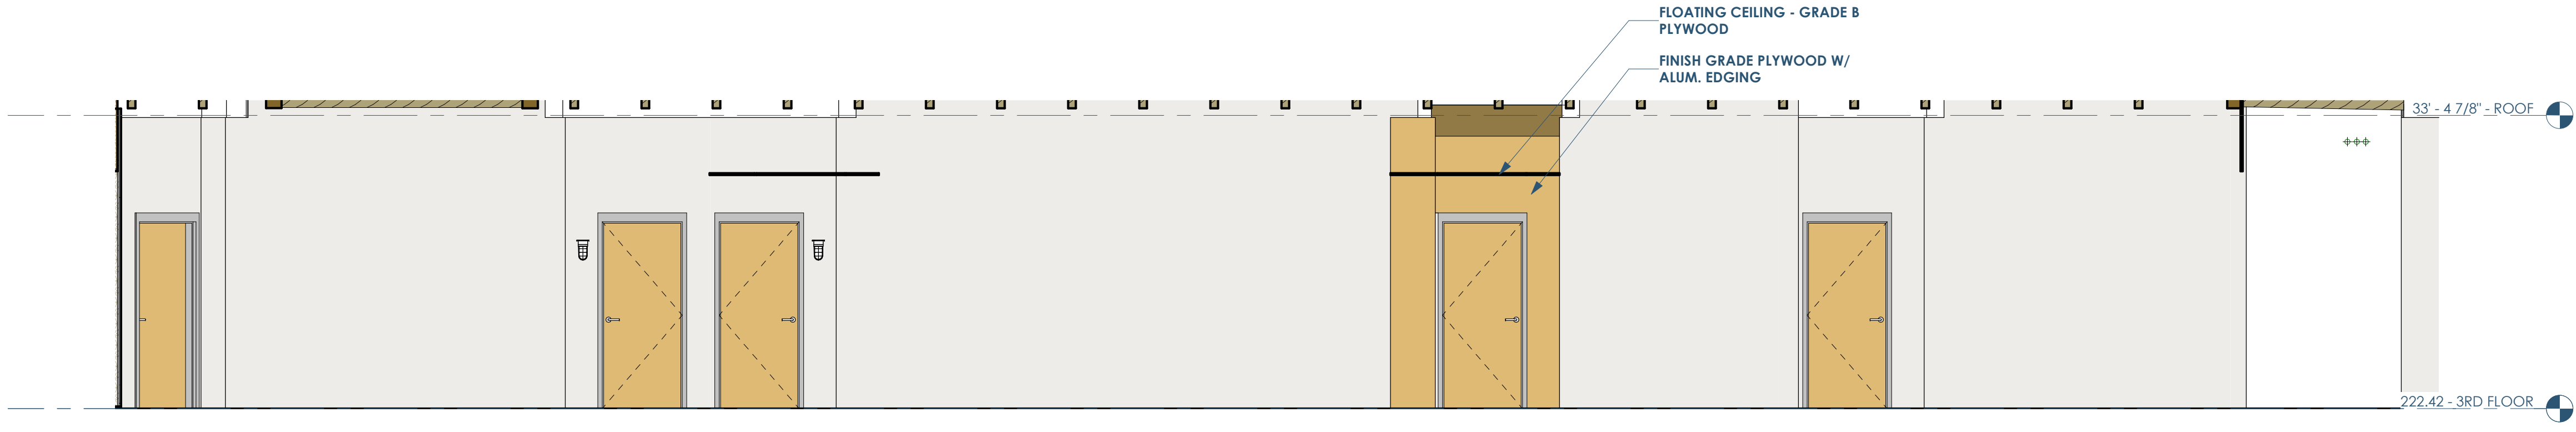 FLOATING CEILING - GRADE B
PLYWOOD
FINISH GRADE PLYWOOD W/
ALUM. EDGING
33' - 4 7/8" - ROOF
222.42 - 3RD FLOOR